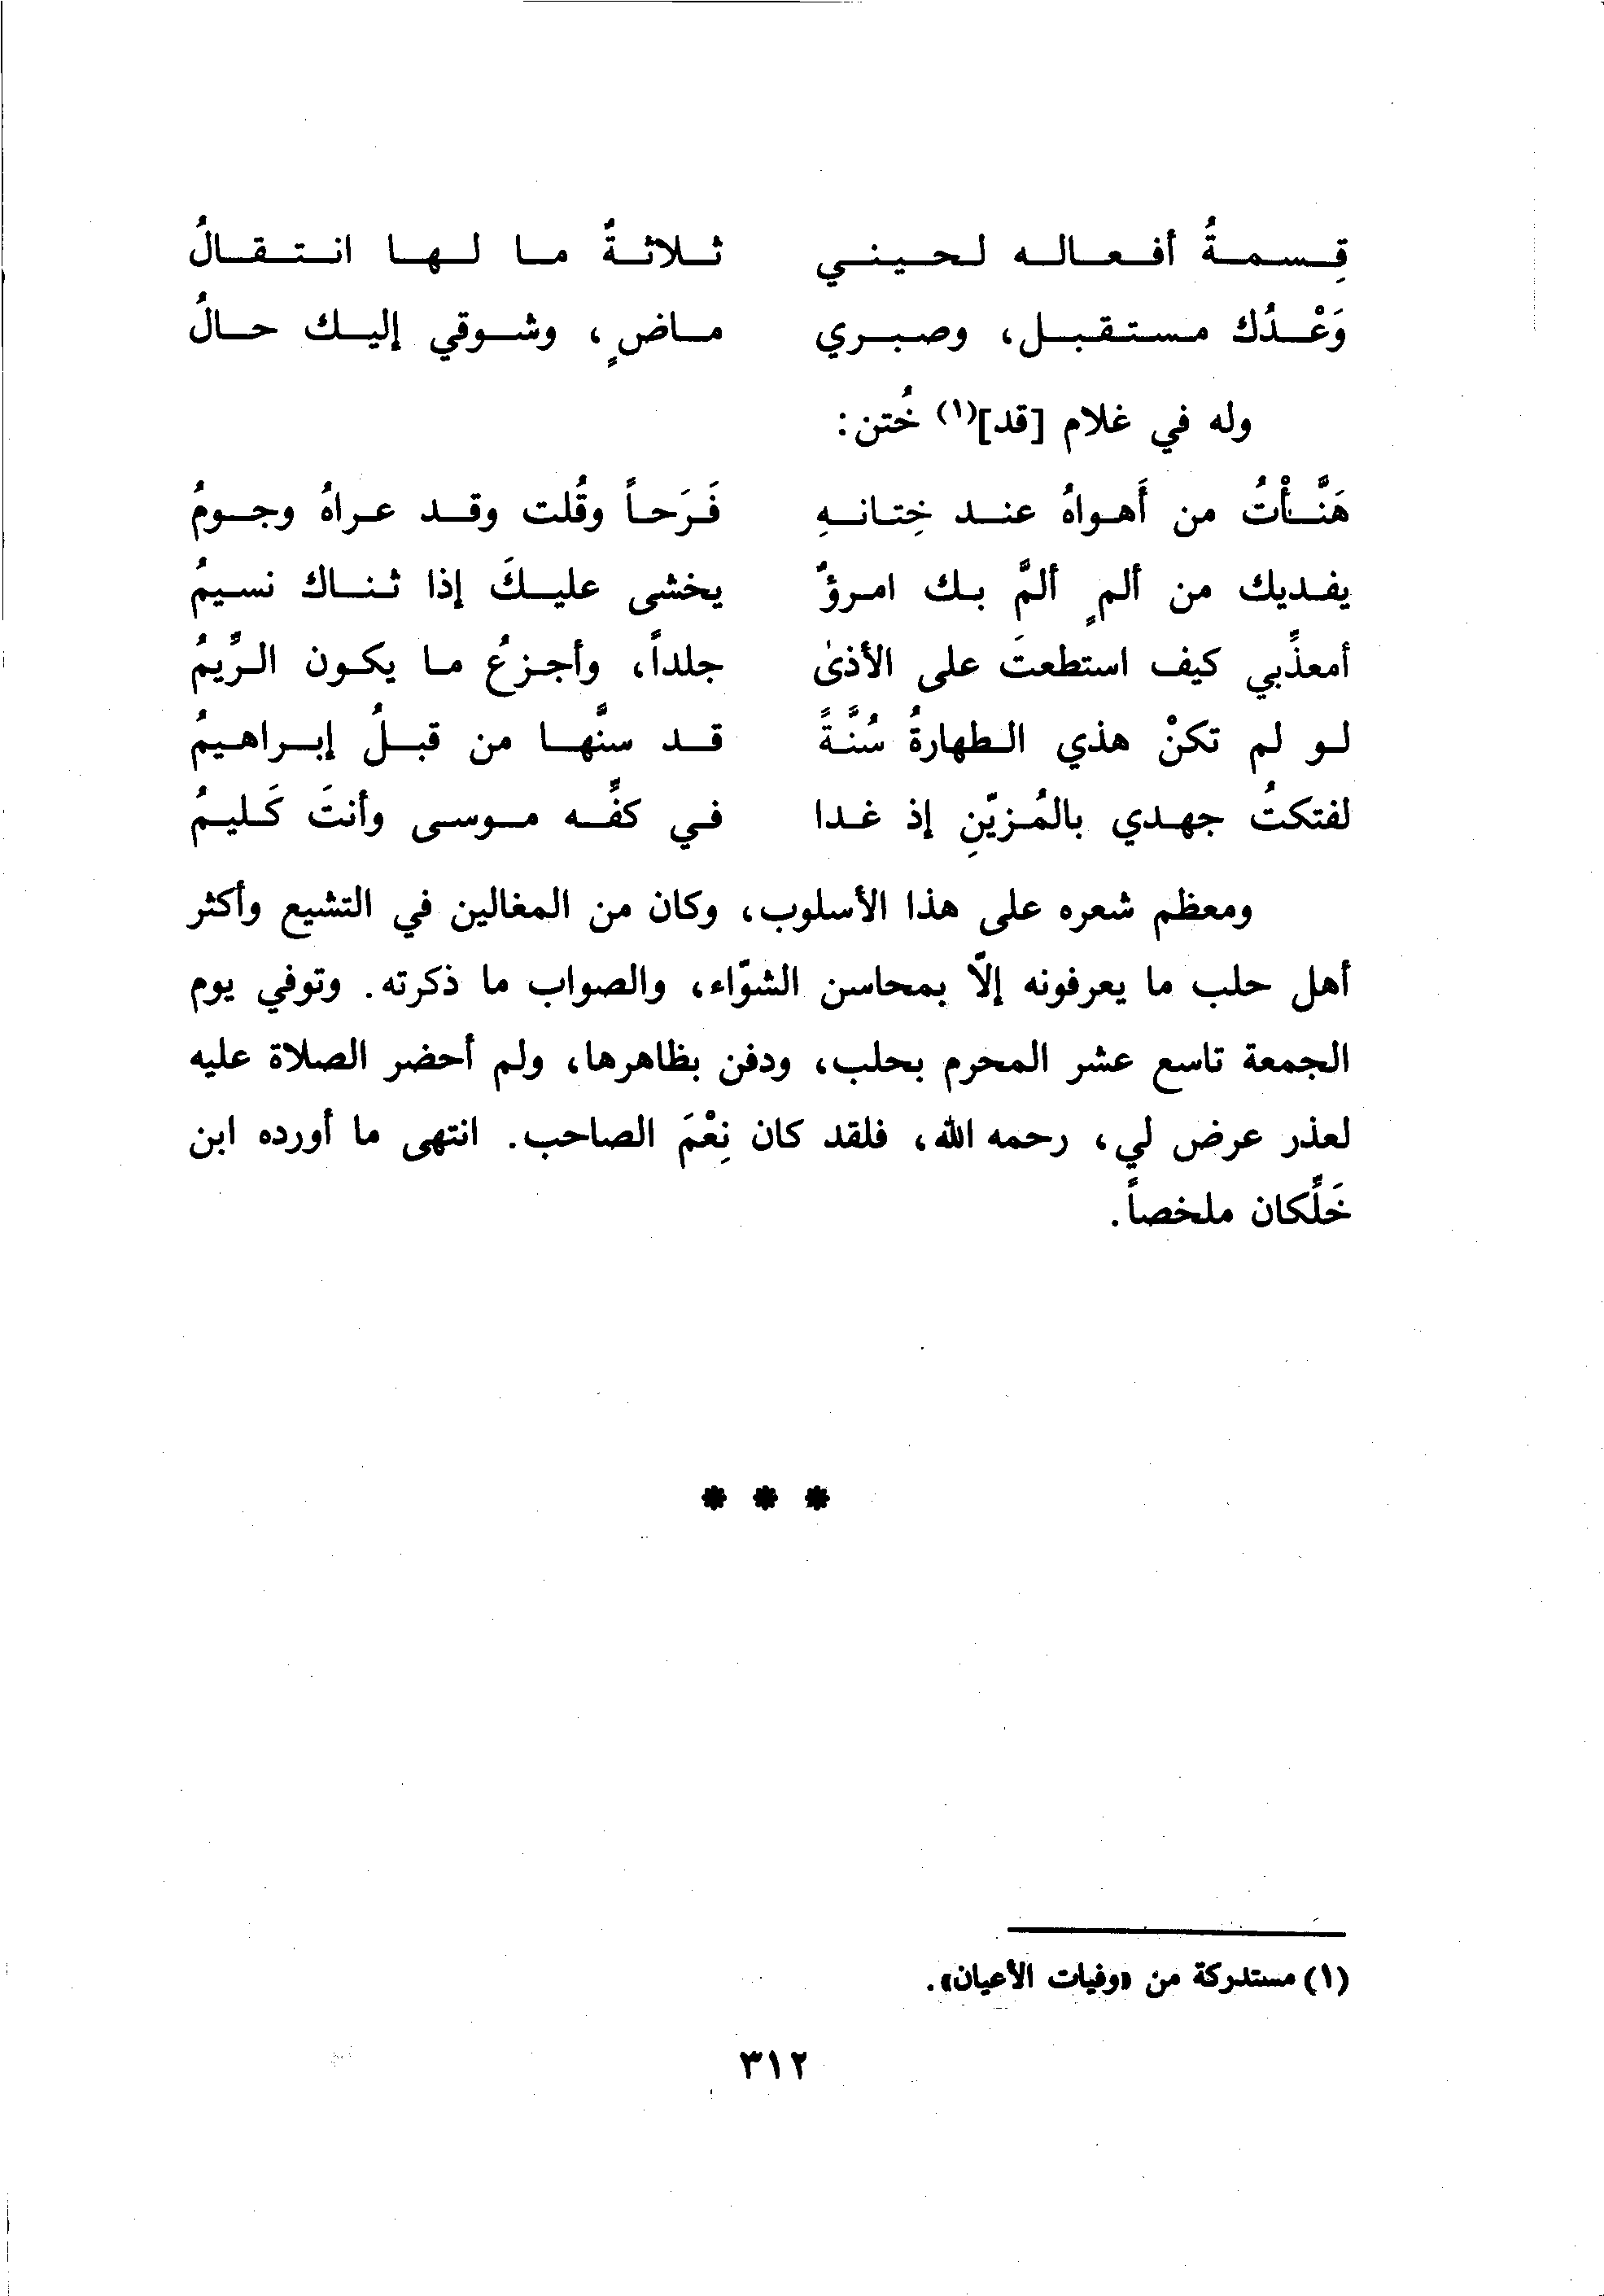 قِسمةُ أفعاله لحيني ثلاثةٌ ما لها انتقالُ
وَعْدُك مستقبل، وصبري ماضٍ، وشوقي إليك حالُ
وله في غلام [قد](١) خُتن:
هَنَّأْتُ من أَهواهُ عند خِتانهِ فَرَحاً وقُلت وقد عراهُ وجومُ
يفديك من ألمٍ ألمَّ بك امرؤٌ يخشى عليكَ إذا ثناك نسيمُ
أمعذِّبي كيف استطعتَ على الأذىٰ جلداً، وأجزعُ ما يكون الرِّيمُ
لو لم تكنْ هذي الطهارةُ سُنَّةً قد سنَّها من قبلُ إبراهيمُ
لفتكتُ جهدي بالمُزيّنِ إذ غدا في كفِّه موسى وأنتَ كَليمُ
ومعظم شعره على هذا الأسلوب، وكان من المغالين في التشيع وأكثر
أهل حلب ما يعرفونه إلّا بمحاسن الشوّاء، والصواب ما ذكرته. وتوفي يوم
الجمعة تاسع عشر المحرم بحلب، ودفن بظاهرها، ولم أحضر الصلاة عليه
لعذر عرض لي، رحمه الله، فلقد كان نِعْمَ الصاحب. انتهى ما أورده ابن
خَلِّكان ملخصاً.
* * *
(١) مستدركة من «وفيات الأعيان».
٣١٢